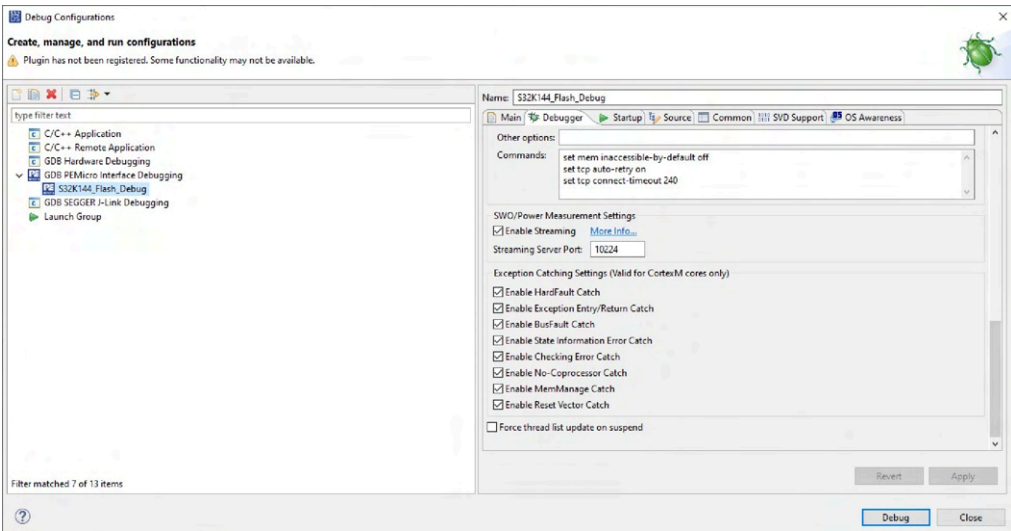 Debug Configurations
Create, manage, and run configurations
Plugin has not been registered. Some functionality may not be available.
type filter text
C/C++ Application
C/C++ Remote Application
GDB Hardware Debugging
GDB PEMicro Interface Debugging
S32K144_Flash_Debug
GDB SEGGER J-Link Debugging
Launch Group
Filter matched 7 of 13 items
Name: S32K144_Flash_Debug
Main Debugger Startup Source Common SVD Support OS Awareness
Other options:
Commands: set mem inaccessible-by-default off
set tcp auto-retry on
set tcp connect-timeout 240
SWO/Power Measurement Settings
Enable Streaming More Info...
Streaming Server Port: 10224
Exception Catching Settings (Valid for CortexM cores only)
Enable HardFault Catch
Enable Exception Entry/Return Catch
Enable BusFault Catch
Enable State Information Error Catch
Enable Checking Error Catch
Enable No-Coprocessor Catch
Enable MemManage Catch
Enable Reset Vector Catch
Force thread list update on suspend
Revert Apply
Debug Close